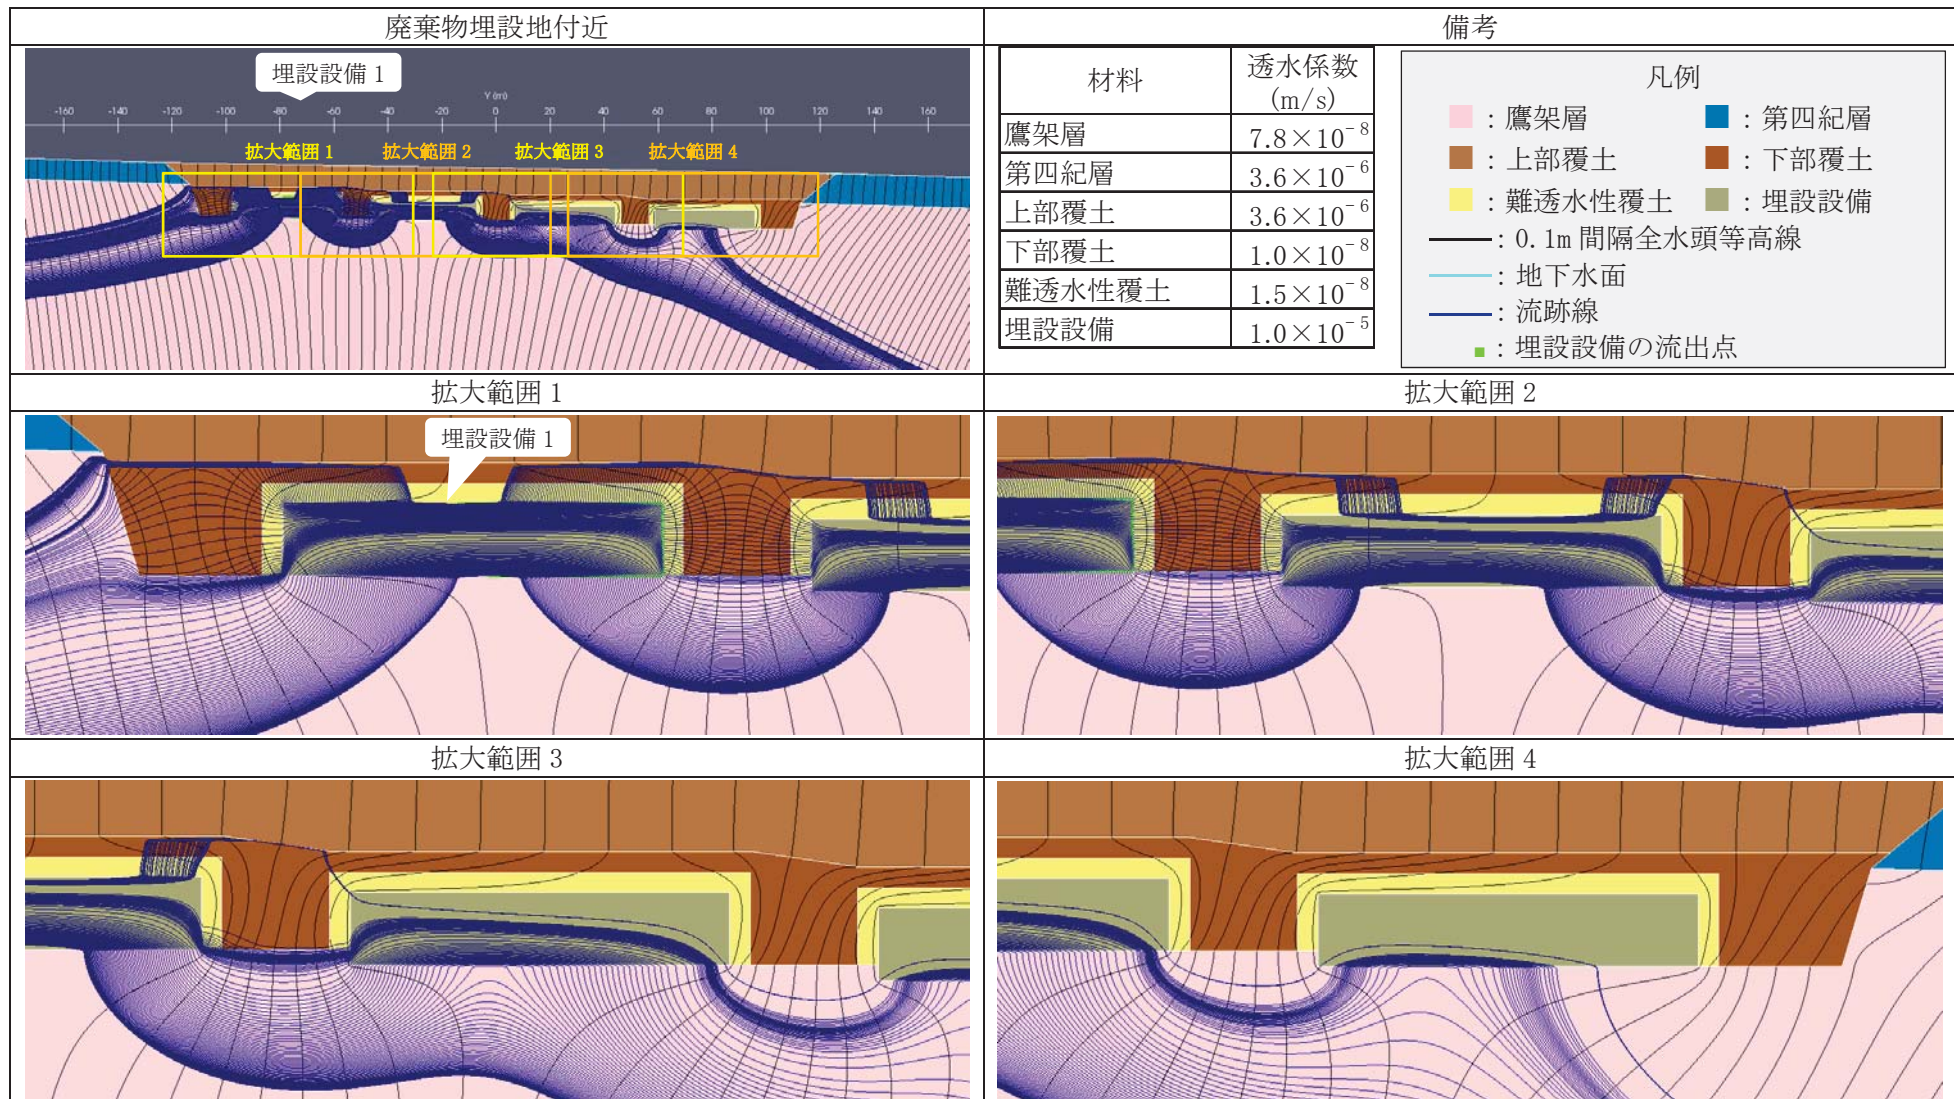 廃棄物埋設地付近
備考
埋設設備 1
Y (m)
-160 -140 -120 -100 -80 -60 -40 -20 0 20 40 60 80 100 120 140 160
拡大範囲 1 拡大範囲 2 拡大範囲 3 拡大範囲 4
材料 透水係数 (m/s)
鷹架層 7.8×10⁻⁸
第四紀層 3.6×10⁻⁶
上部覆土 3.6×10⁻⁶
下部覆土 1.0×10⁻⁸
難透水性覆土 1.5×10⁻⁸
埋設設備 1.0×10⁻⁵
凡例
：鷹架層 ：第四紀層
：上部覆土 ：下部覆土
：難透水性覆土 ：埋設設備
：0.1m 間隔全水頭等高線
：地下水面
：流跡線
：埋設設備の流出点
拡大範囲 1
拡大範囲 2
埋設設備 1
拡大範囲 3
拡大範囲 4